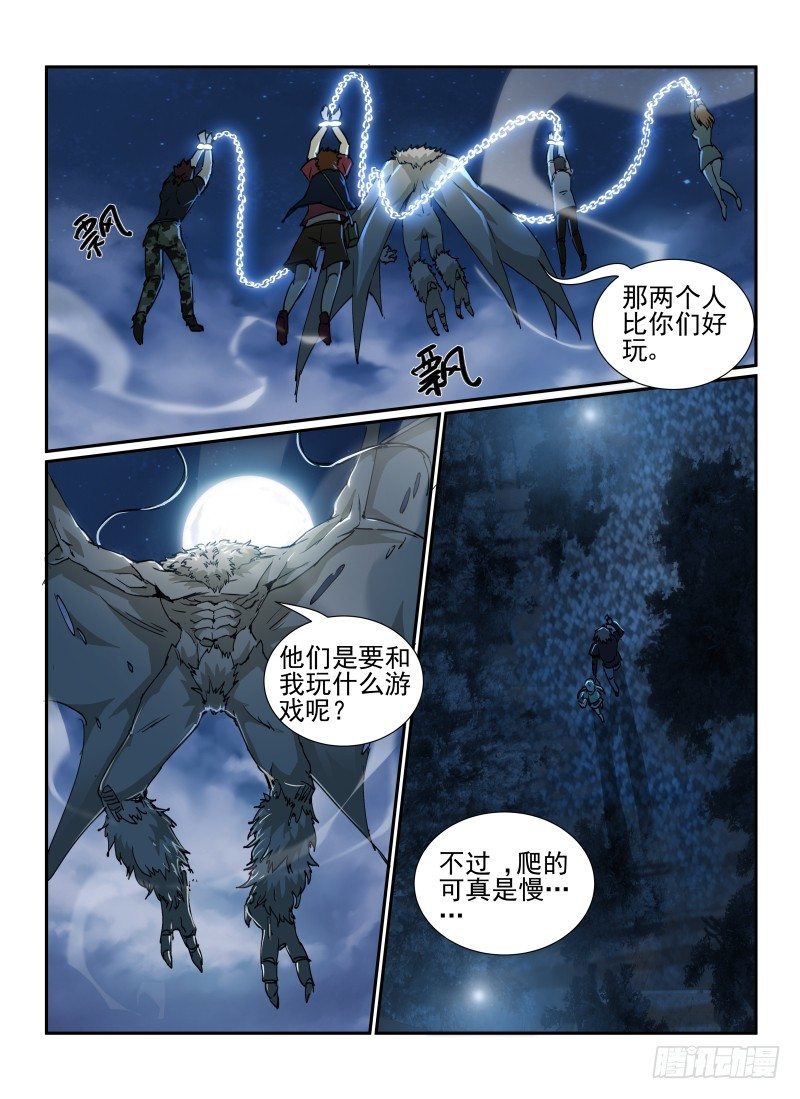 飘
飘
那两个人
比你们好
玩。
他们是要和
我玩什么游
戏呢?
不过,爬的
可真是慢……
……
腾讯动漫